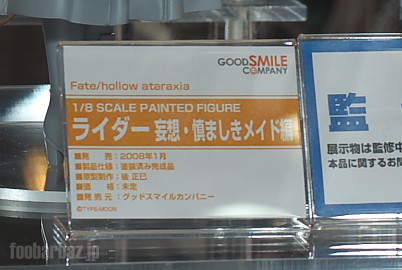 GOOD SMILE
COMPANY
Fate/hollow ataraxia
1/8 SCALE PAINTED FIGURE
ライダー 妄想・慎ましきメイド編
■発　売：2008年1月
■製品仕様：塗装済み完成品
■原型制作：後 正巳
■価　格：未定
■発売元：グッドスマイルカンパニー
©TYPE-MOON
監
展示物は監修中
本品に関するお問
foobarbaz.jp